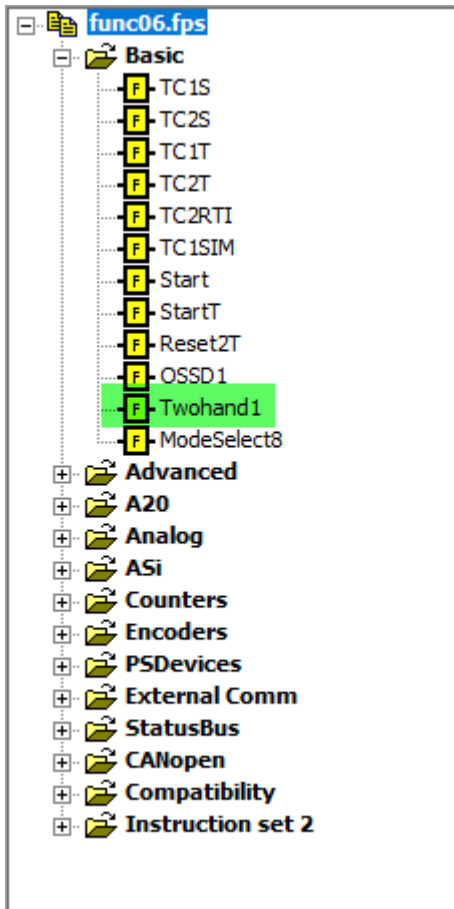 func06.fps
Basic
F TC1S
F TC2S
F TC1T
F TC2T
F TC2RTI
F TC1SIM
F Start
F StartT
F Reset2T
F OSSD1
F Twohand1
F ModeSelect8
Advanced
A20
Analog
ASi
Counters
Encoders
PSDevices
External Comm
StatusBus
CANopen
Compatibility
Instruction set 2